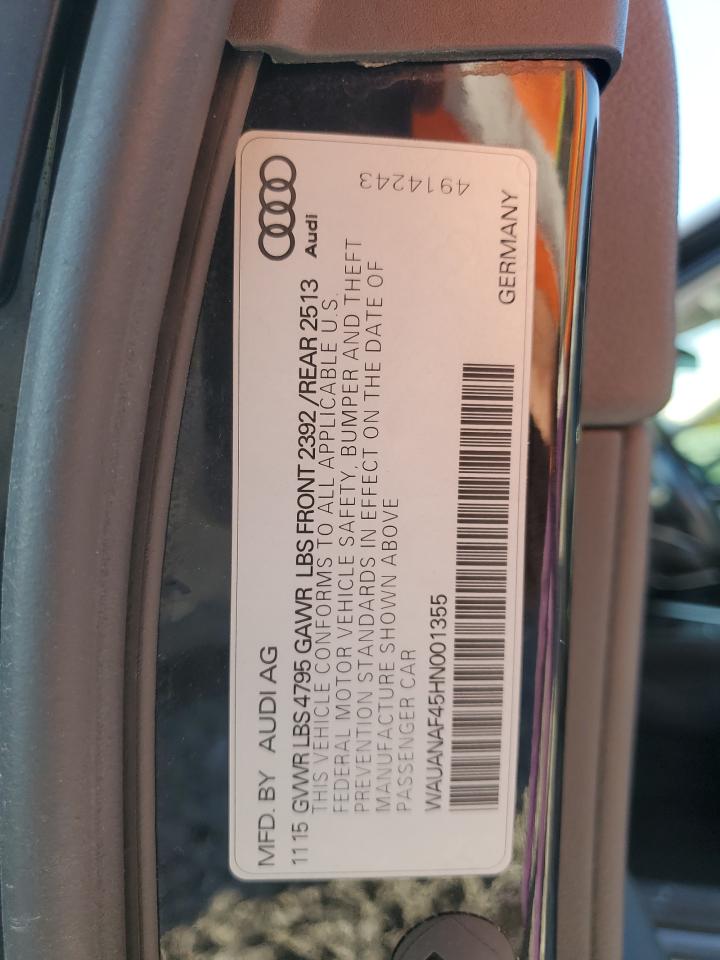 MFD. BY AUDI AG
Audi
1115 GVWR LBS 4795 GAWR LBS FRONT 2392/REAR 2513
THIS VEHICLE CONFORMS TO ALL APPLICABLE U.S.
FEDERAL MOTOR VEHICLE SAFETY, BUMPER AND THEFT
PREVENTION STANDARDS IN EFFECT ON THE DATE OF
MANUFACTURE SHOWN ABOVE
PASSENGER CAR
4914243
WAUANAF45HN001355
GERMANY